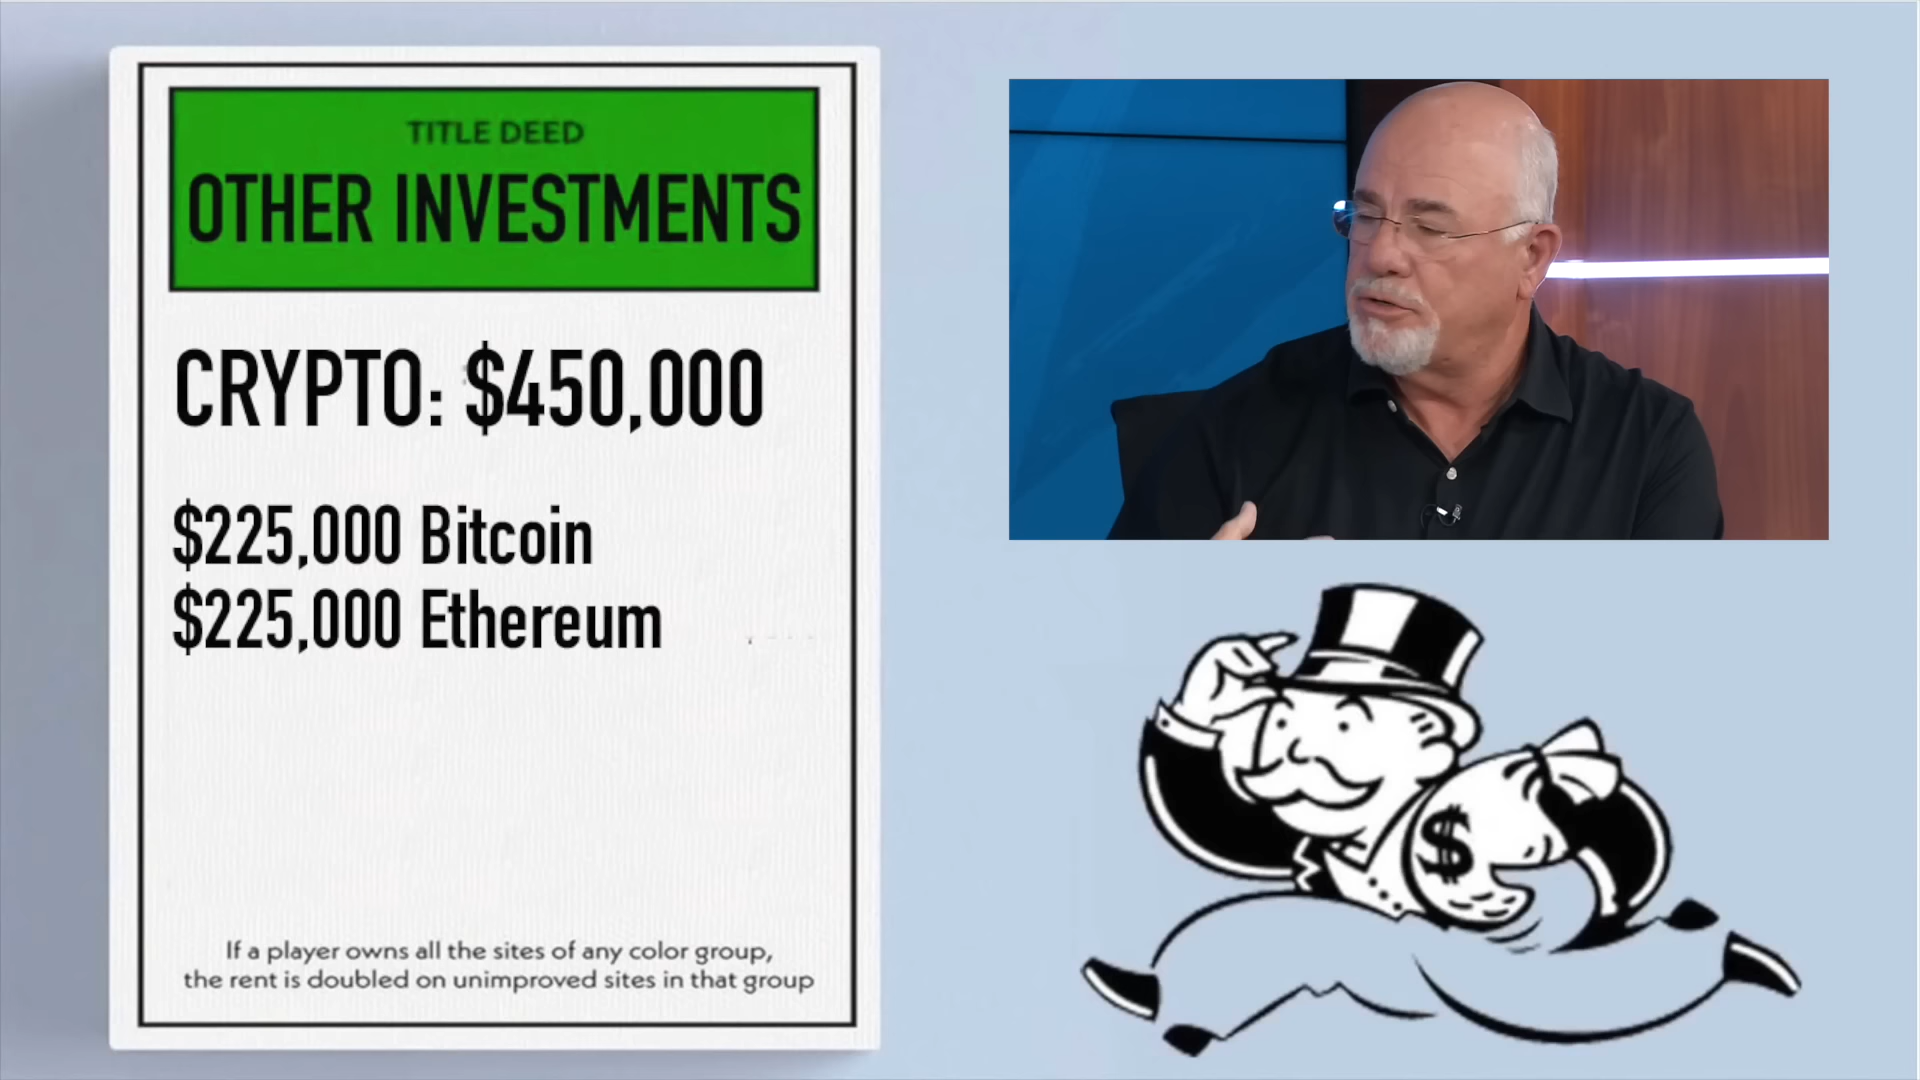 TITLE DEED
OTHER INVESTMENTS
CRYPTO: $450,000
$225,000 Bitcoin
$225,000 Ethereum
If a player owns all the sites of any color group,
the rent is doubled on unimproved sites in that group
$